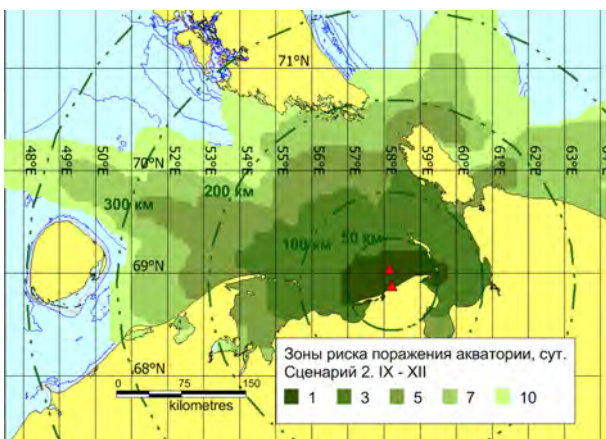 71°N
70°N
48°E
49°E
50°E
52°E
53°E
54°E
55°E
56°E
57°E
58°E
59°E
60°E
62°E
63°E
200 км
300 км
100 км
50 км
69°N
68°N
Зоны риска поражения акватории, сут.
Сценарий 2. IX - XII
1 3 5 7 10
0 75 150
kilometres